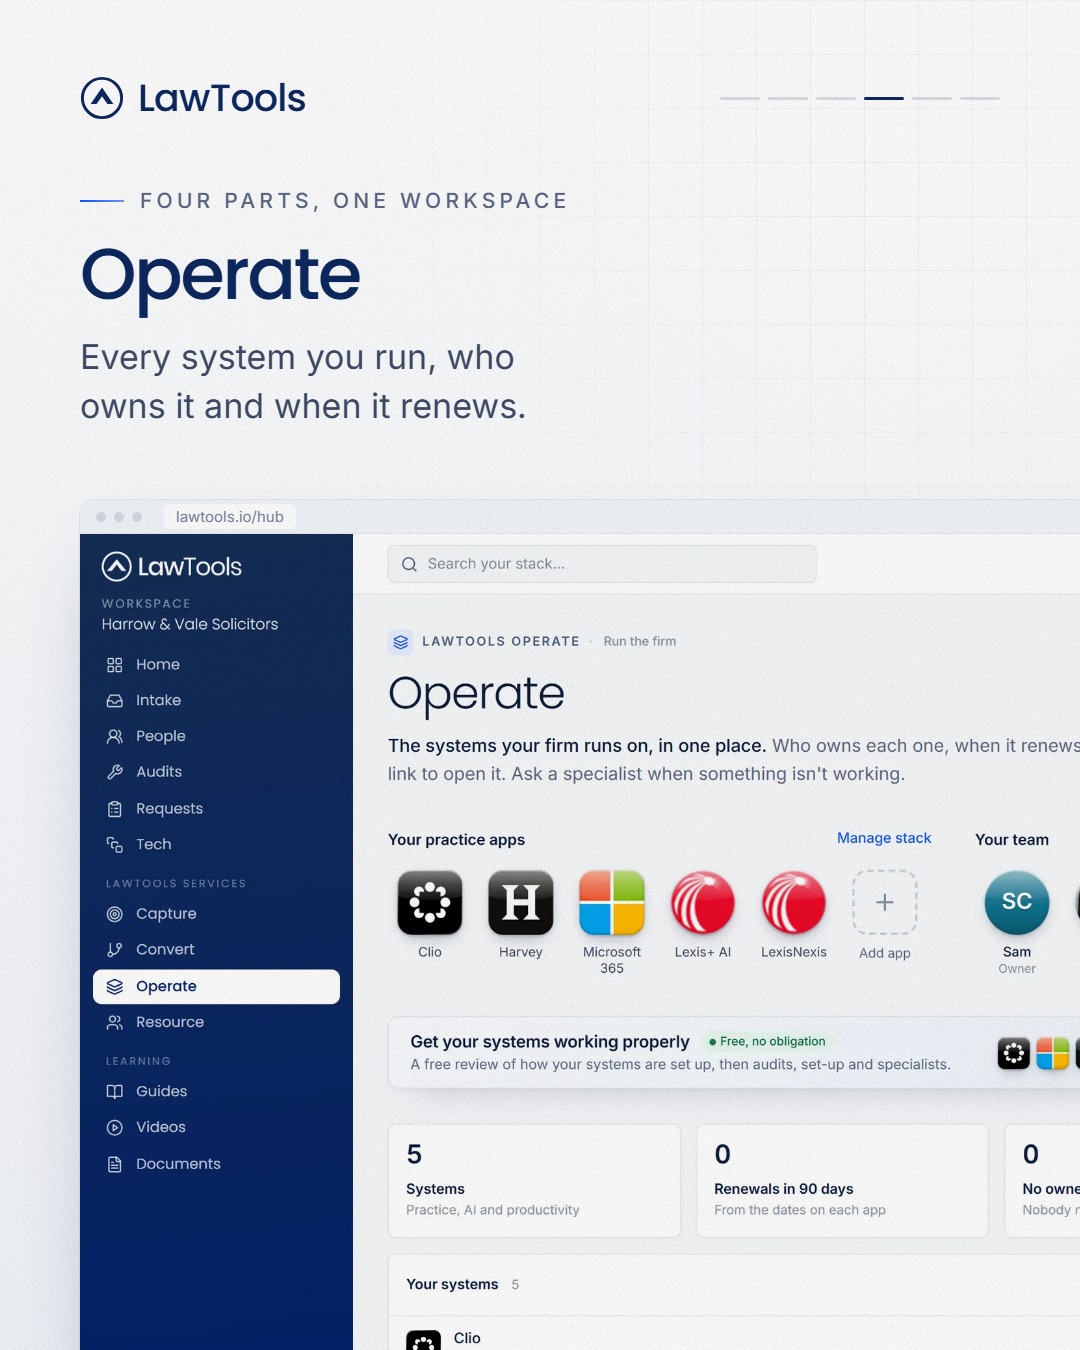 LawTools
FOUR PARTS, ONE WORKSPACE
Operate
Every system you run, who
owns it and when it renews.
lawtools.io/hub
LawTools
WORKSPACE
Harrow & Vale Solicitors
Home
Intake
People
Audits
Requests
Tech
LAWTOOLS SERVICES
Capture
Convert
Operate
Resource
LEARNING
Guides
Videos
Documents
Search your stack...
LAWTOOLS OPERATE · Run the firm
Operate
The systems your firm runs on, in one place. Who owns each one, when it renews
link to open it. Ask a specialist when something isn't working.
Your practice apps
Manage stack
Clio
H
Harvey
Microsoft
365
Lexis+ AI
LexisNexis
+
Add app
Your team
SC
Sam
Owner
Get your systems working properly
Free, no obligation
A free review of how your systems are set up, then audits, set-up and specialists.
5
Systems
Practice, AI and productivity
0
Renewals in 90 days
From the dates on each app
0
No
Nobody
Your systems 5
Clio